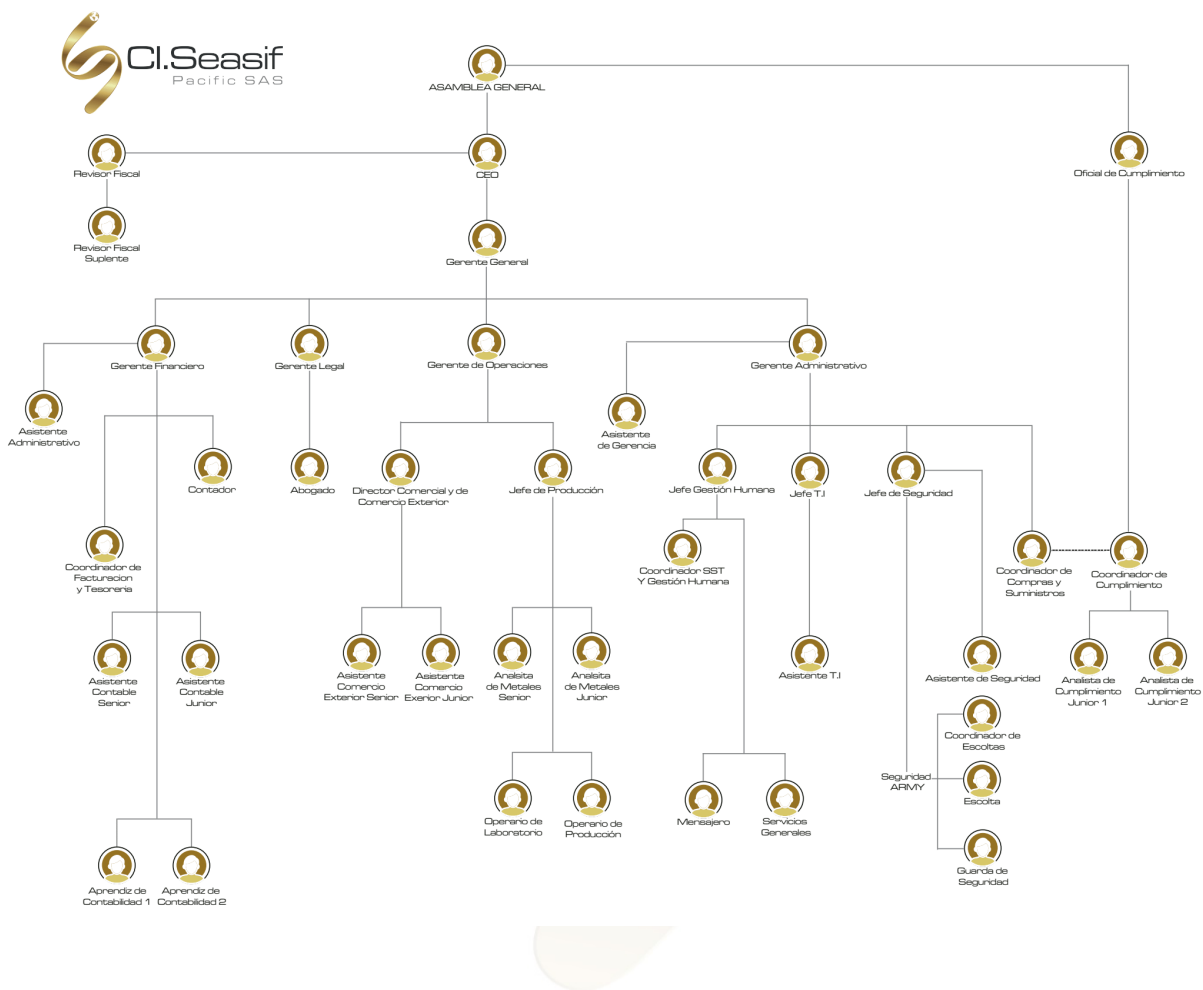 CI.Seasif
Pacific SAS
ASAMBLEA GENERAL
Revisor Fiscal
CEO
Oficial de Cumplimiento
Revisor Fiscal
Suplente
Gerente General
Gerente Financiero
Gerente Legal
Gerente de Operaciones
Gerente Administrativo
Asistente
Administrativo
Asistente
de Gerencia
Contador
Abogado
Director Comercial y de
Comercio Exterior
Jefe de Producción
Jefe Gestión Humana
Jefe T.I
Jefe de Seguridad
Coordinador de
Facturacion
y Tesoreria
Coordinador SST
Y Gestión Humana
Coordinador de
Compras y
Suministros
Coordinador de
Cumplimiento
Asistente
Contable
Senior
Asistente
Contable
Junior
Asistente
Comercio
Exterior Senior
Asistente
Comercio
Exerior Junior
Analsita
de Metales
Senior
Analsita
de Metales
Junior
Asistente T.I
Asistente de Seguridad
Analista de
Cumplimiento
Junior 1
Analista de
Cumplimiento
Junior 2
Coordinador de
Escoltas
Seguridad
ARMY
Escolta
Operario de
Laboratorio
Operario de
Producción
Mensajero
Servicios
Generales
Guarda de
Seguridad
Aprendiz de
Contabilidad 1
Aprendiz de
Contabilidad 2